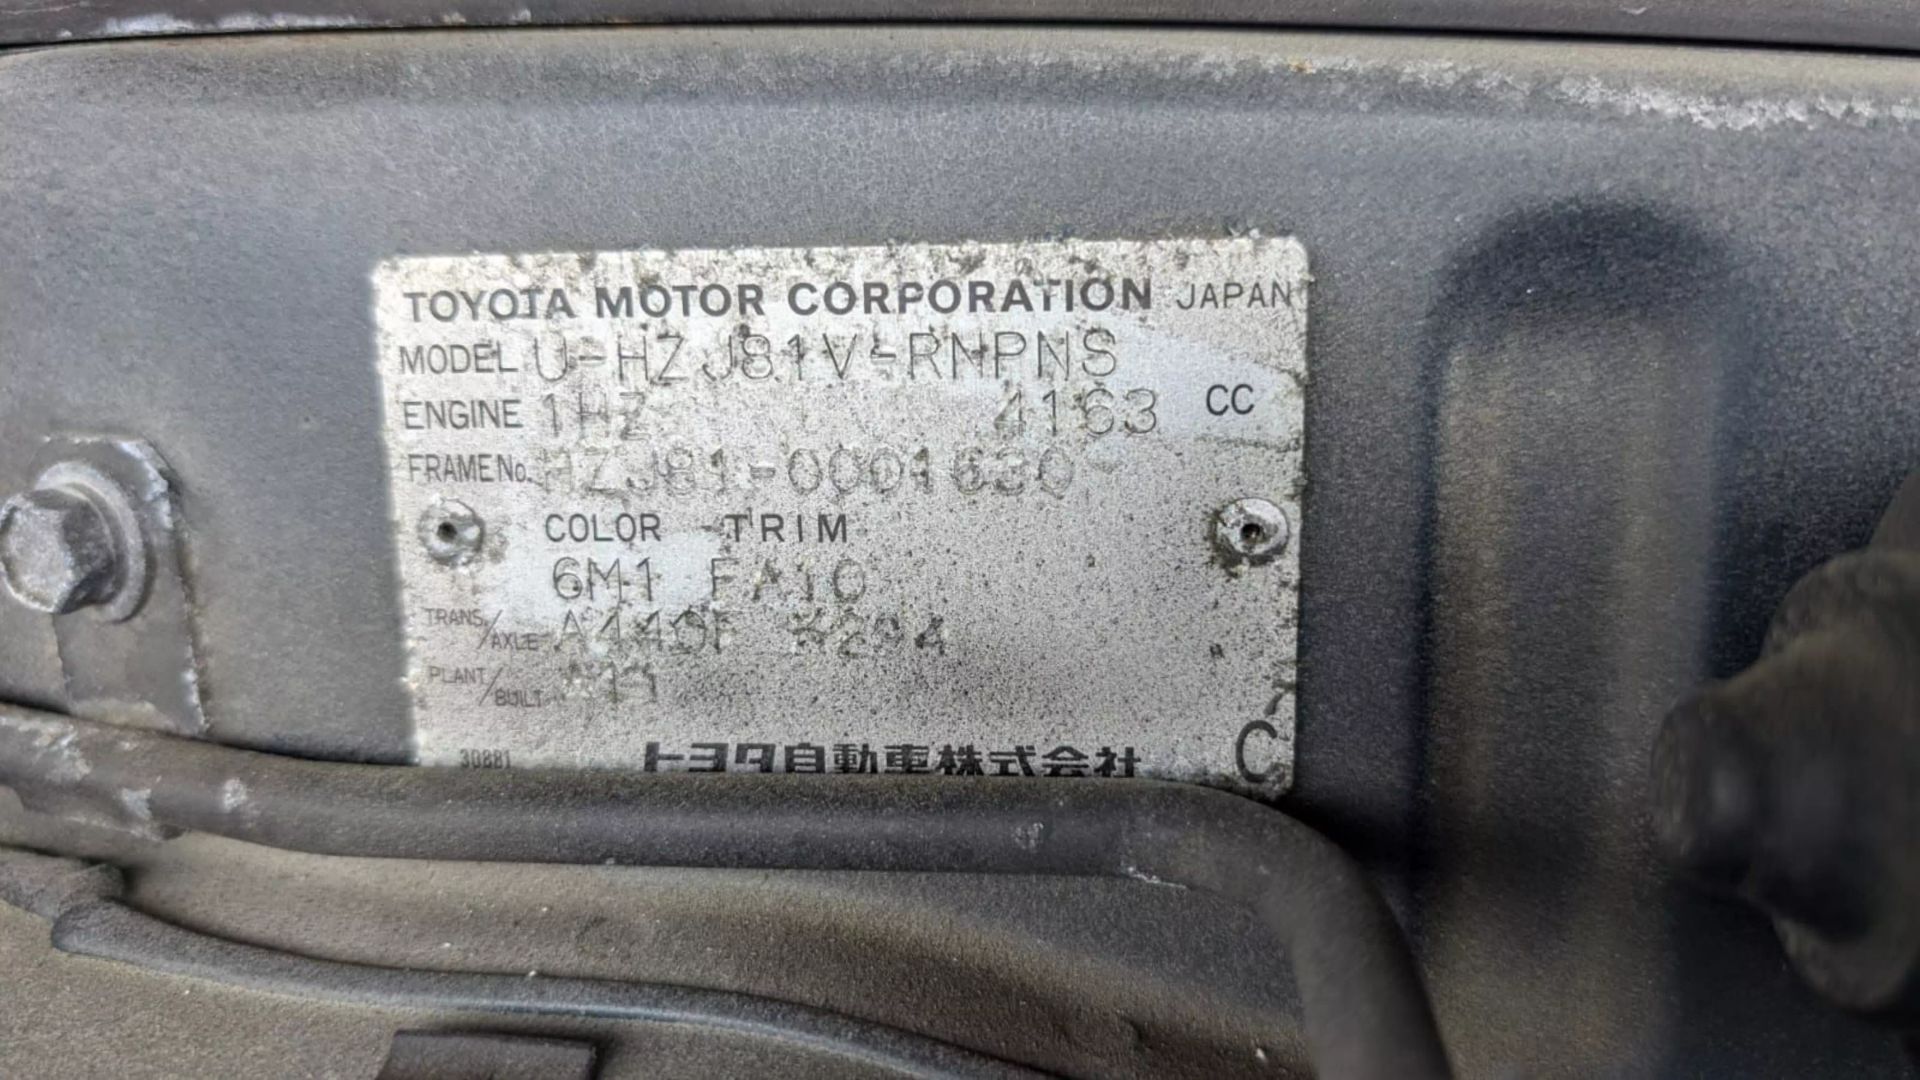 TOYOTA MOTOR CORPORATION JAPAN
MODEL U-HZJ81V-RNPNS
ENGINE 1HZ 4163 CC
FRAME No. HZJ81-0001630
COLOR TRIM
6M1 FA10
TRANS./AXLE A440F K294
PLANT/BUILT
30881 トヨタ自動車株式会社 C